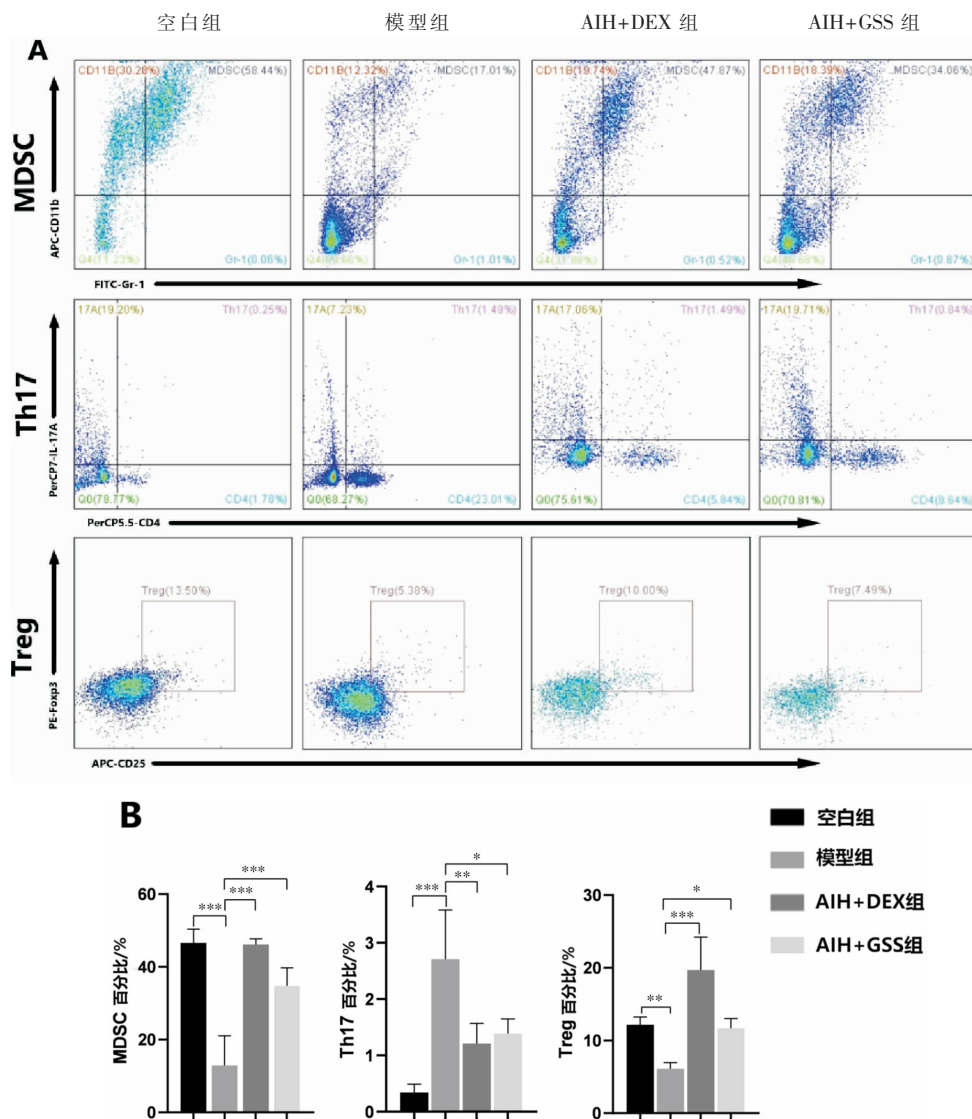 空白组 模型组 AIH+DEX 组 AIH+GSS 组
A
MDSC
APC-CD11b
CD11B(30.28%) MDSC(58.44%) CD11B(12.32%) MDSC(17.01%) CD11B(19.74%) MDSC(47.87%) CD11B(18.39%) MDSC(34.06%)
Q4(11.23%) Gr-1(0.06%) Gr-1(1.01%) Gr-1(0.52%) Gr-1(0.87%)
FITC-Gr-1
Th17
PerCP7-IL-17A
17A(19.20%) Th17(0.25%) 17A(7.23%) Th17(1.49%) 17A(17.06%) Th17(1.49%) 17A(19.71%) Th17(0.84%)
Q0(78.77%) CD4(1.78%) Q0(68.27%) CD4(23.01%) Q0(75.61%) CD4(5.84%) Q0(70.81%) CD4(8.64%)
PerCP5.5-CD4
Treg
PE-Foxp3
Treg(13.50%) Treg(5.38%) Treg(10.00%) Treg(7.49%)
APC-CD25
B
空白组
模型组
AIH+DEX组
AIH+GSS组
MDSC 百分比/%
60
40
20
0
***
***
***
Th17 百分比/%
4
3
2
1
0
*
***
**
Treg 百分比/%
30
20
10
0
*
***
**